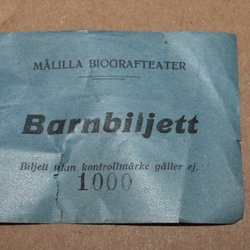 MÅLILLA BIOGRAFTEATER
Barnbiljett
Biljett utan kontrollmärke gäller ej.
1000